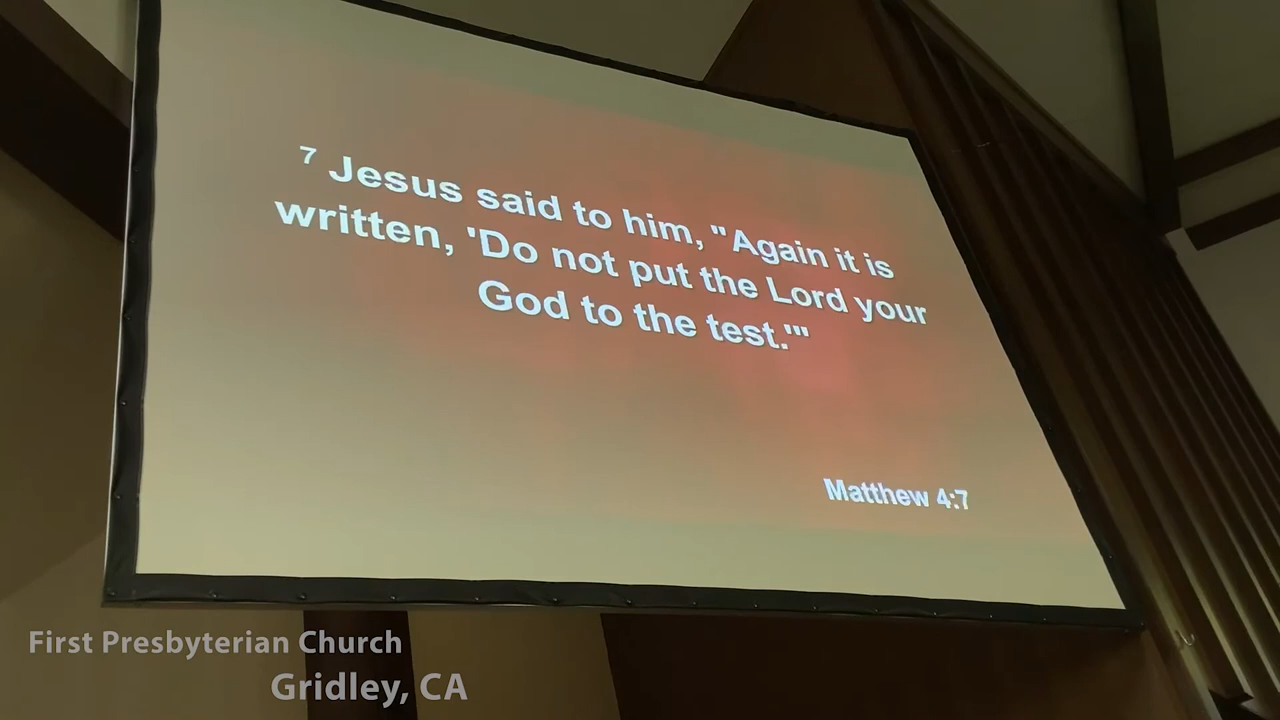 7 Jesus said to him, "Again it is
written, 'Do not put the Lord your
God to the test.'"
Matthew 4:7
First Presbyterian Church
Gridley, CA